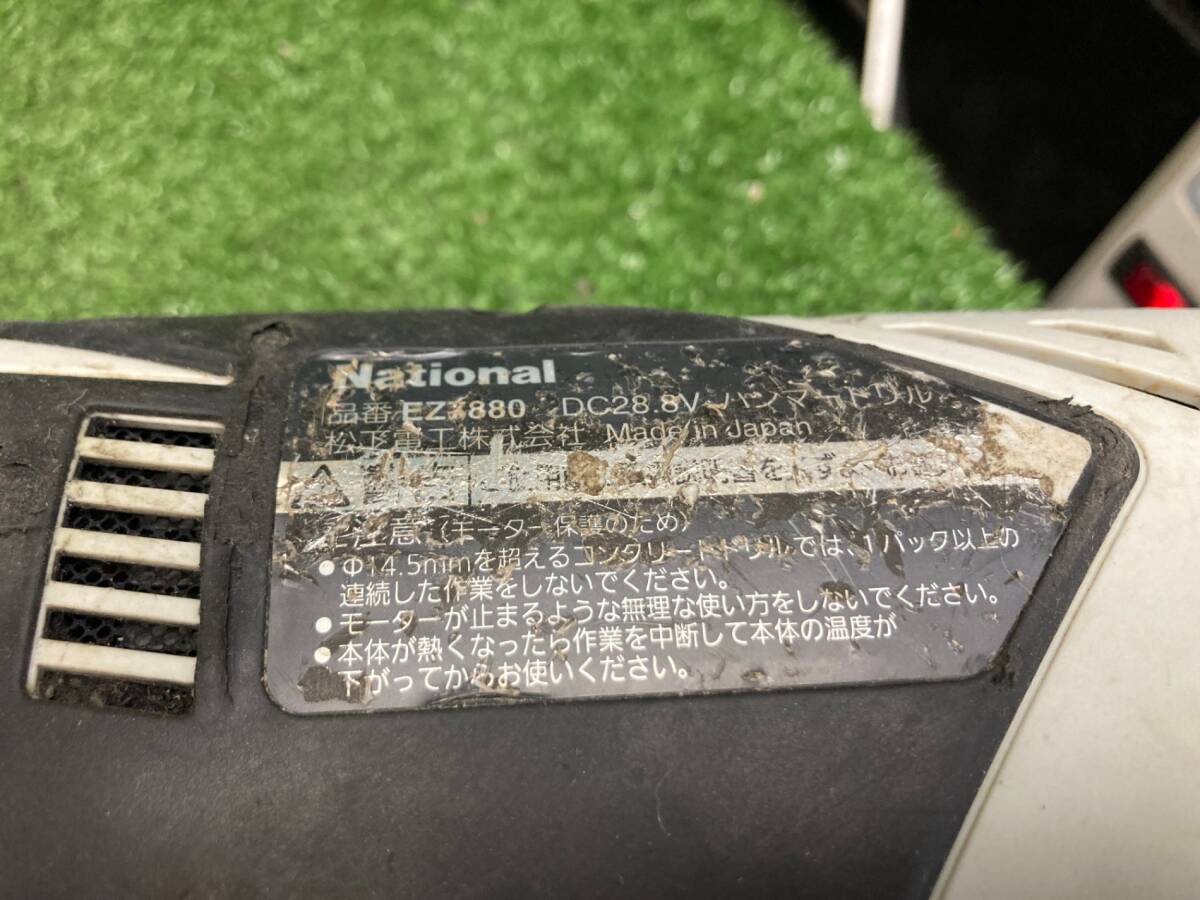 National
品番 EZ7880 DC28.8V ハンマードリル
松下電工株式会社 Made in Japan
ご注意 (モーター保護のため)
●Φ14.5mmを超えるコンクリートドリルでは、1パック以上の
連続した作業をしないでください。
●モーターが止まるような無理な使い方をしないでください。
●本体が熱くなったら作業を中断して本体の温度が
下がってからお使いください。